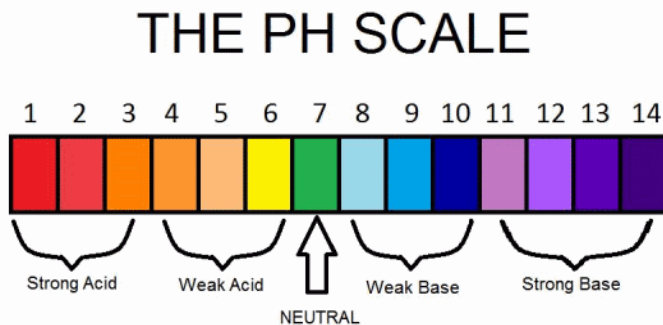 THE PH SCALE
1 2 3 4 5 6 7 8 9 10 11 12 13 14
Strong Acid Weak Acid Weak Base Strong Base
NEUTRAL